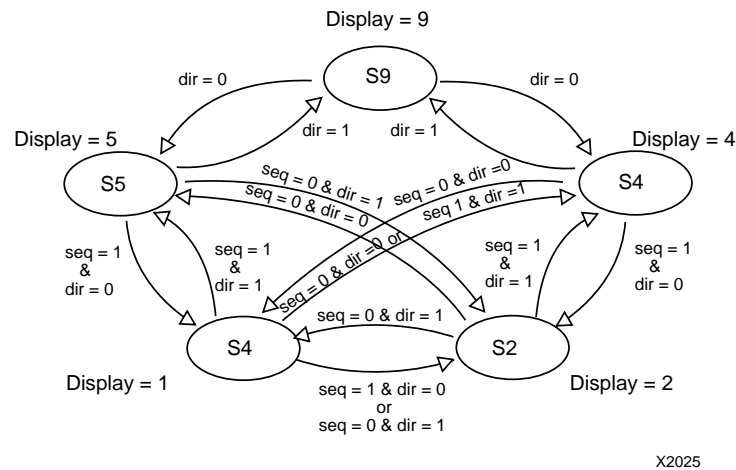 Display = 9
S9
dir = 0
dir = 0
dir = 1
dir = 1
Display = 5
Display = 4
S5
S4
seq = 0 & dir = 1
seq = 0 & dir = 0
seq = 0 & dir =0
seq 1 & dir =1
seq = 0 & dir =0 or
seq = 1
&
dir = 0
seq = 1
&
dir = 1
seq = 1
&
dir = 1
seq = 1
&
dir = 0
seq = 0 & dir = 1
S4
S2
Display = 1
Display = 2
seq = 1 & dir = 0
or
seq = 0 & dir = 1
X2025